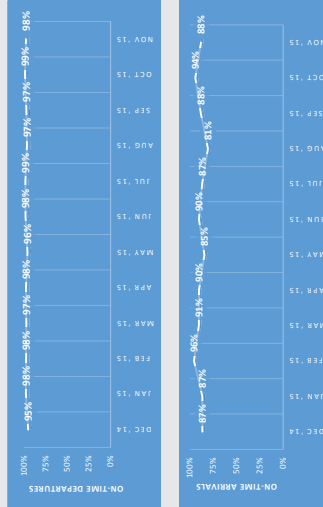 98%
NOV '15
99%
OCT '15
97%
SEP '15
97%
AUG '15
99%
JUL '15
98%
JUN '15
96%
MAY '15
98%
APR '15
97%
MAR '15
98%
FEB '15
98%
JAN '15
95%
DEC '14
100%
75%
50%
25%
0%
ON-TIME DEPARTURES
88%
NOV '15
94%
OCT '15
88%
SEP '15
81%
AUG '15
87%
JUL '15
90%
JUN '15
85%
MAY '15
90%
APR '15
91%
MAR '15
96%
FEB '15
87%
JAN '15
87%
DEC '14
100%
75%
50%
25%
0%
ON-TIME ARRIVALS